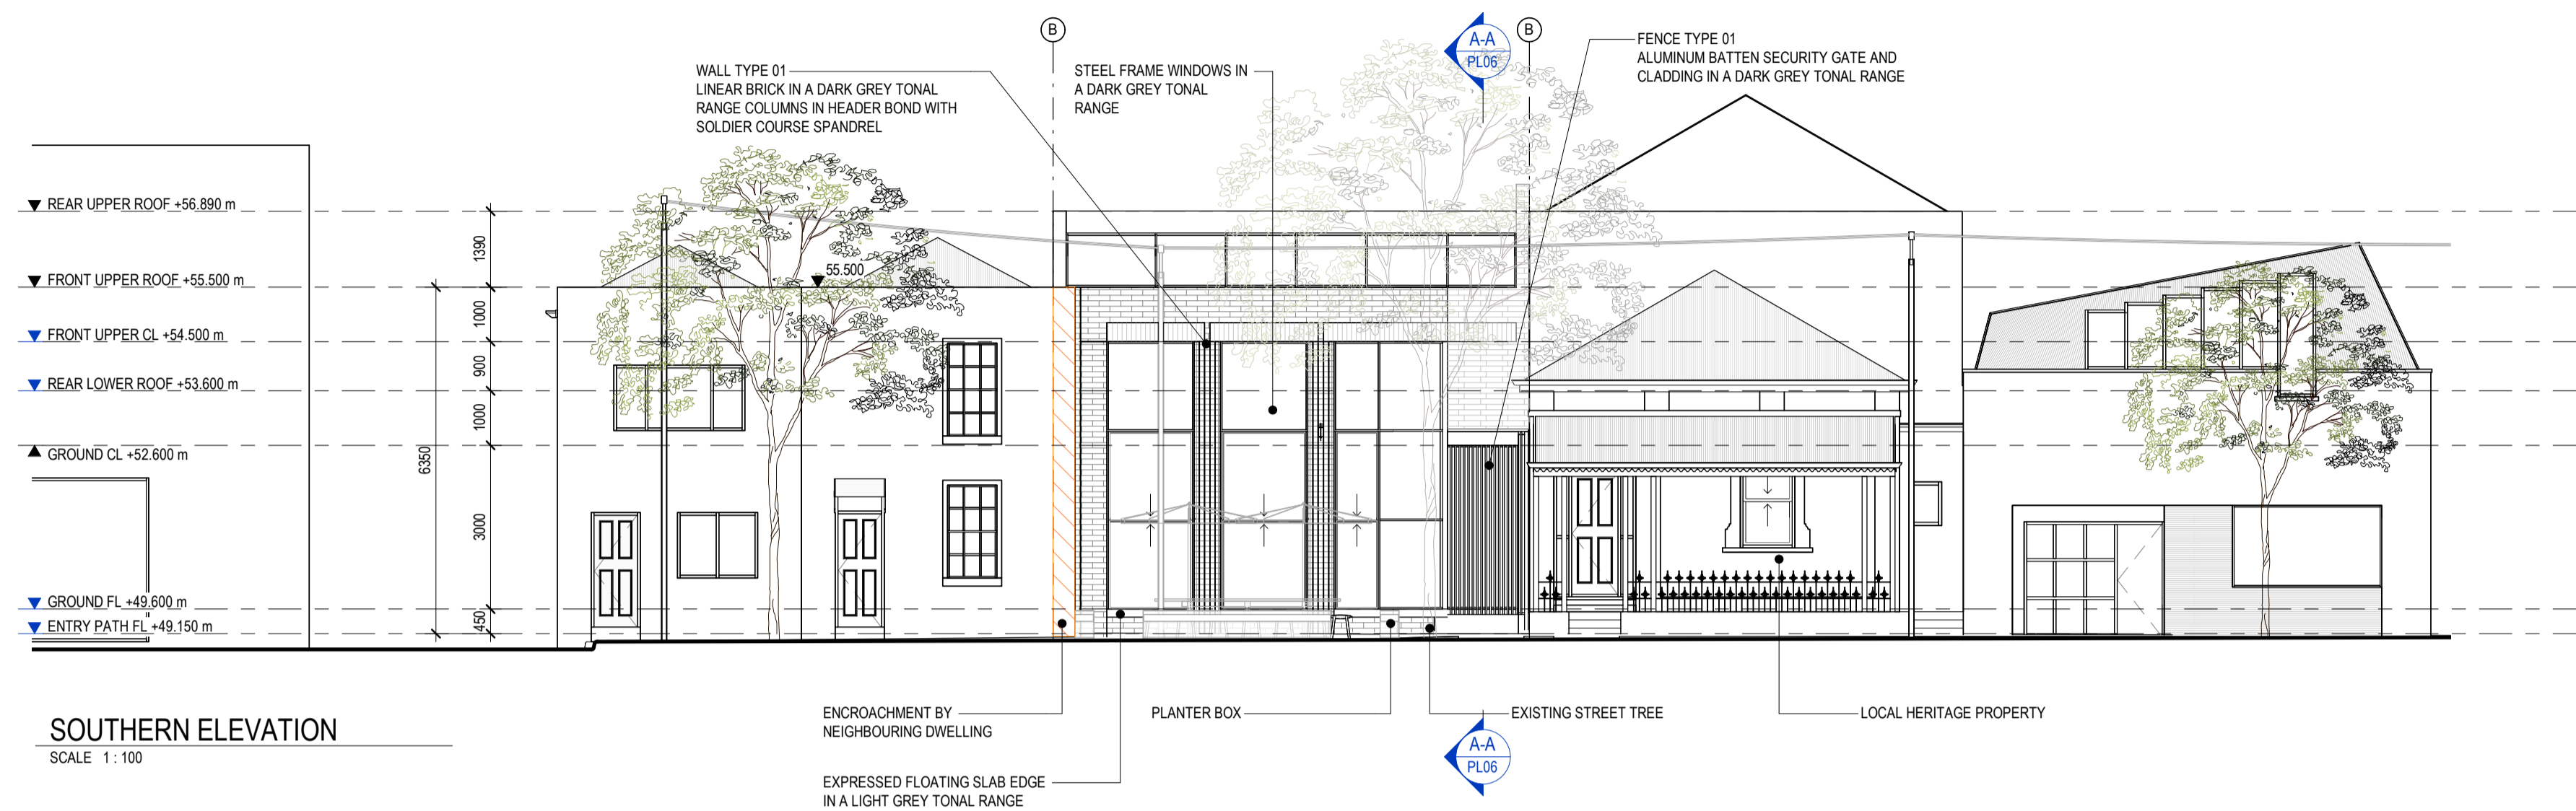 B
A-A
PL06
B
WALL TYPE 01
LINEAR BRICK IN A DARK GREY TONAL
RANGE COLUMNS IN HEADER BOND WITH
SOLDIER COURSE SPANDREL
STEEL FRAME WINDOWS IN
A DARK GREY TONAL
RANGE
FENCE TYPE 01
ALUMINUM BATTEN SECURITY GATE AND
CLADDING IN A DARK GREY TONAL RANGE
REAR UPPER ROOF +56.890 m
FRONT UPPER ROOF +55.500 m
FRONT UPPER CL +54.500 m
REAR LOWER ROOF +53.600 m
GROUND CL +52.600 m
GROUND FL +49.600 m
ENTRY PATH FL +49.150 m
6350
1390
1000
900
1000
3000
450
55.500
ENCROACHMENT BY
NEIGHBOURING DWELLING
EXPRESSED FLOATING SLAB EDGE
IN A LIGHT GREY TONAL RANGE
PLANTER BOX
EXISTING STREET TREE
LOCAL HERITAGE PROPERTY
A-A
PL06
SOUTHERN ELEVATION
SCALE 1 : 100